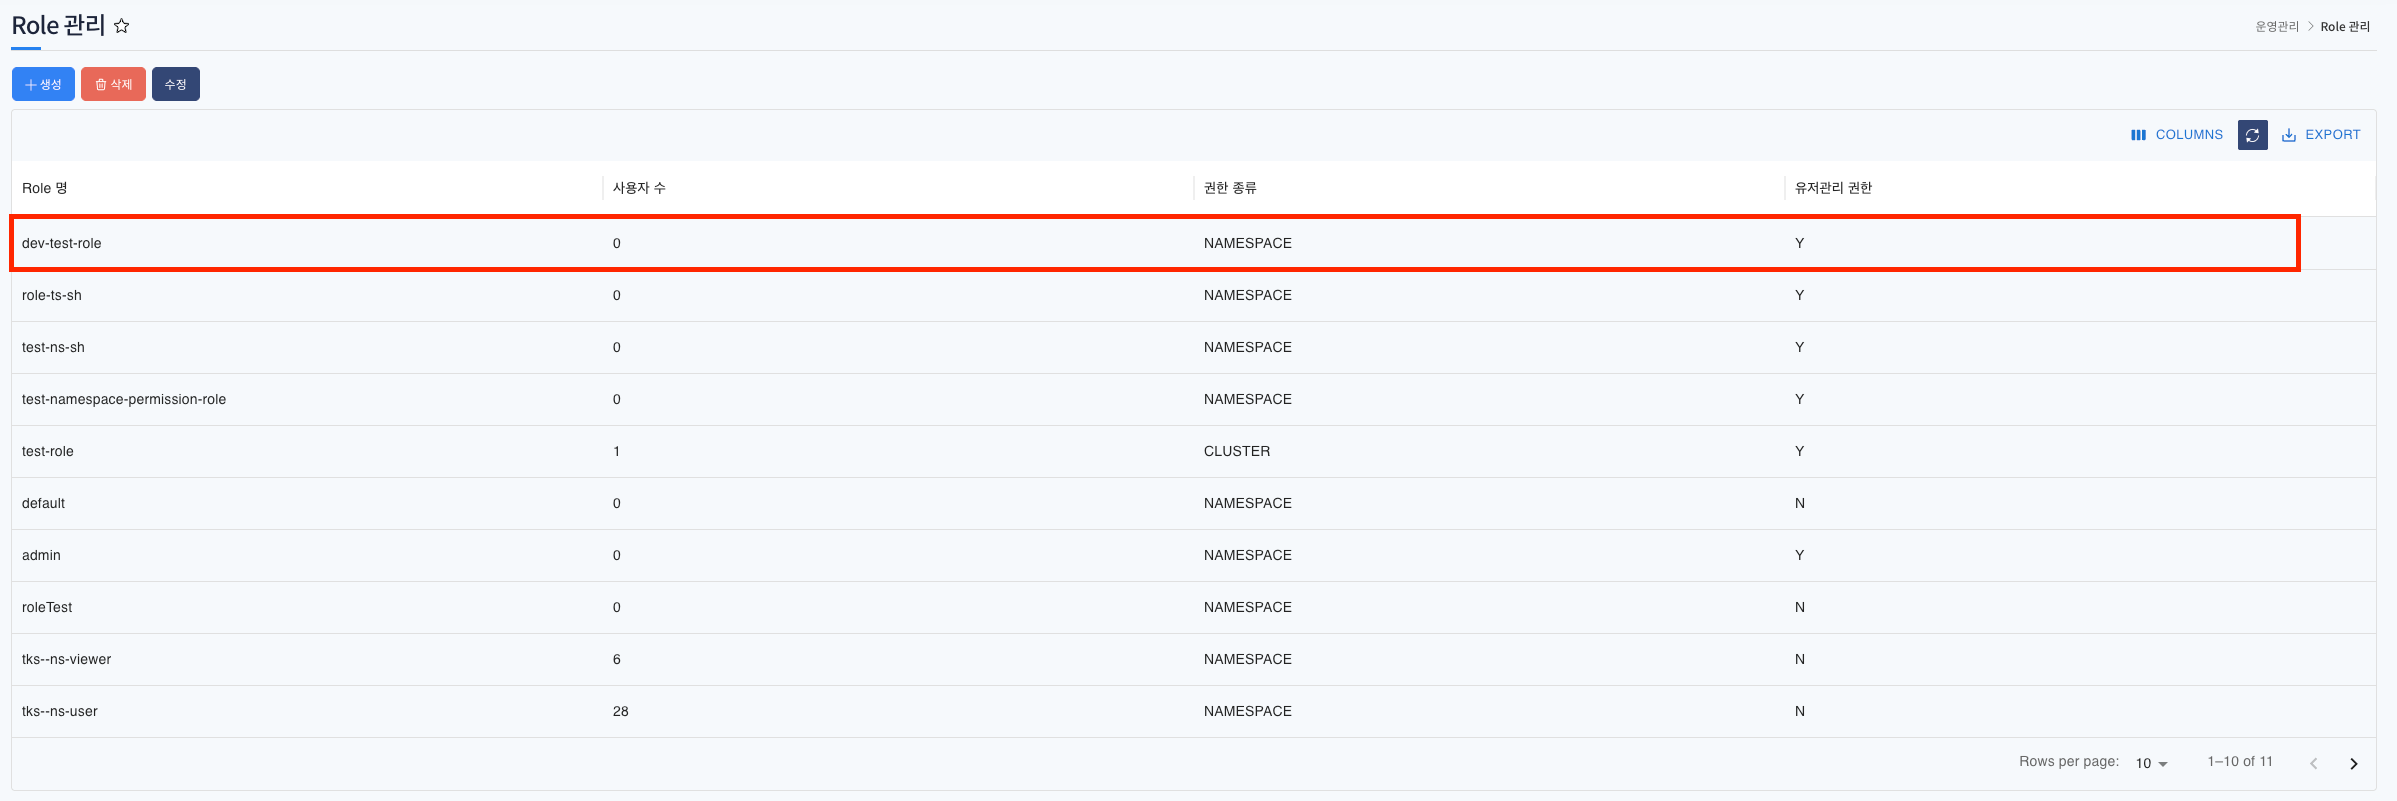 Role 관리
운영관리 > Role 관리
생성 삭제 수정
COLUMNS EXPORT
Role 명 사용자 수 권한 종류 유저관리 권한
dev-test-role 0 NAMESPACE Y
role-ts-sh 0 NAMESPACE Y
test-ns-sh 0 NAMESPACE Y
test-namespace-permission-role 0 NAMESPACE Y
test-role 1 CLUSTER Y
default 0 NAMESPACE N
admin 0 NAMESPACE Y
roleTest 0 NAMESPACE N
tks--ns-viewer 6 NAMESPACE N
tks--ns-user 28 NAMESPACE N
Rows per page: 10 1–10 of 11